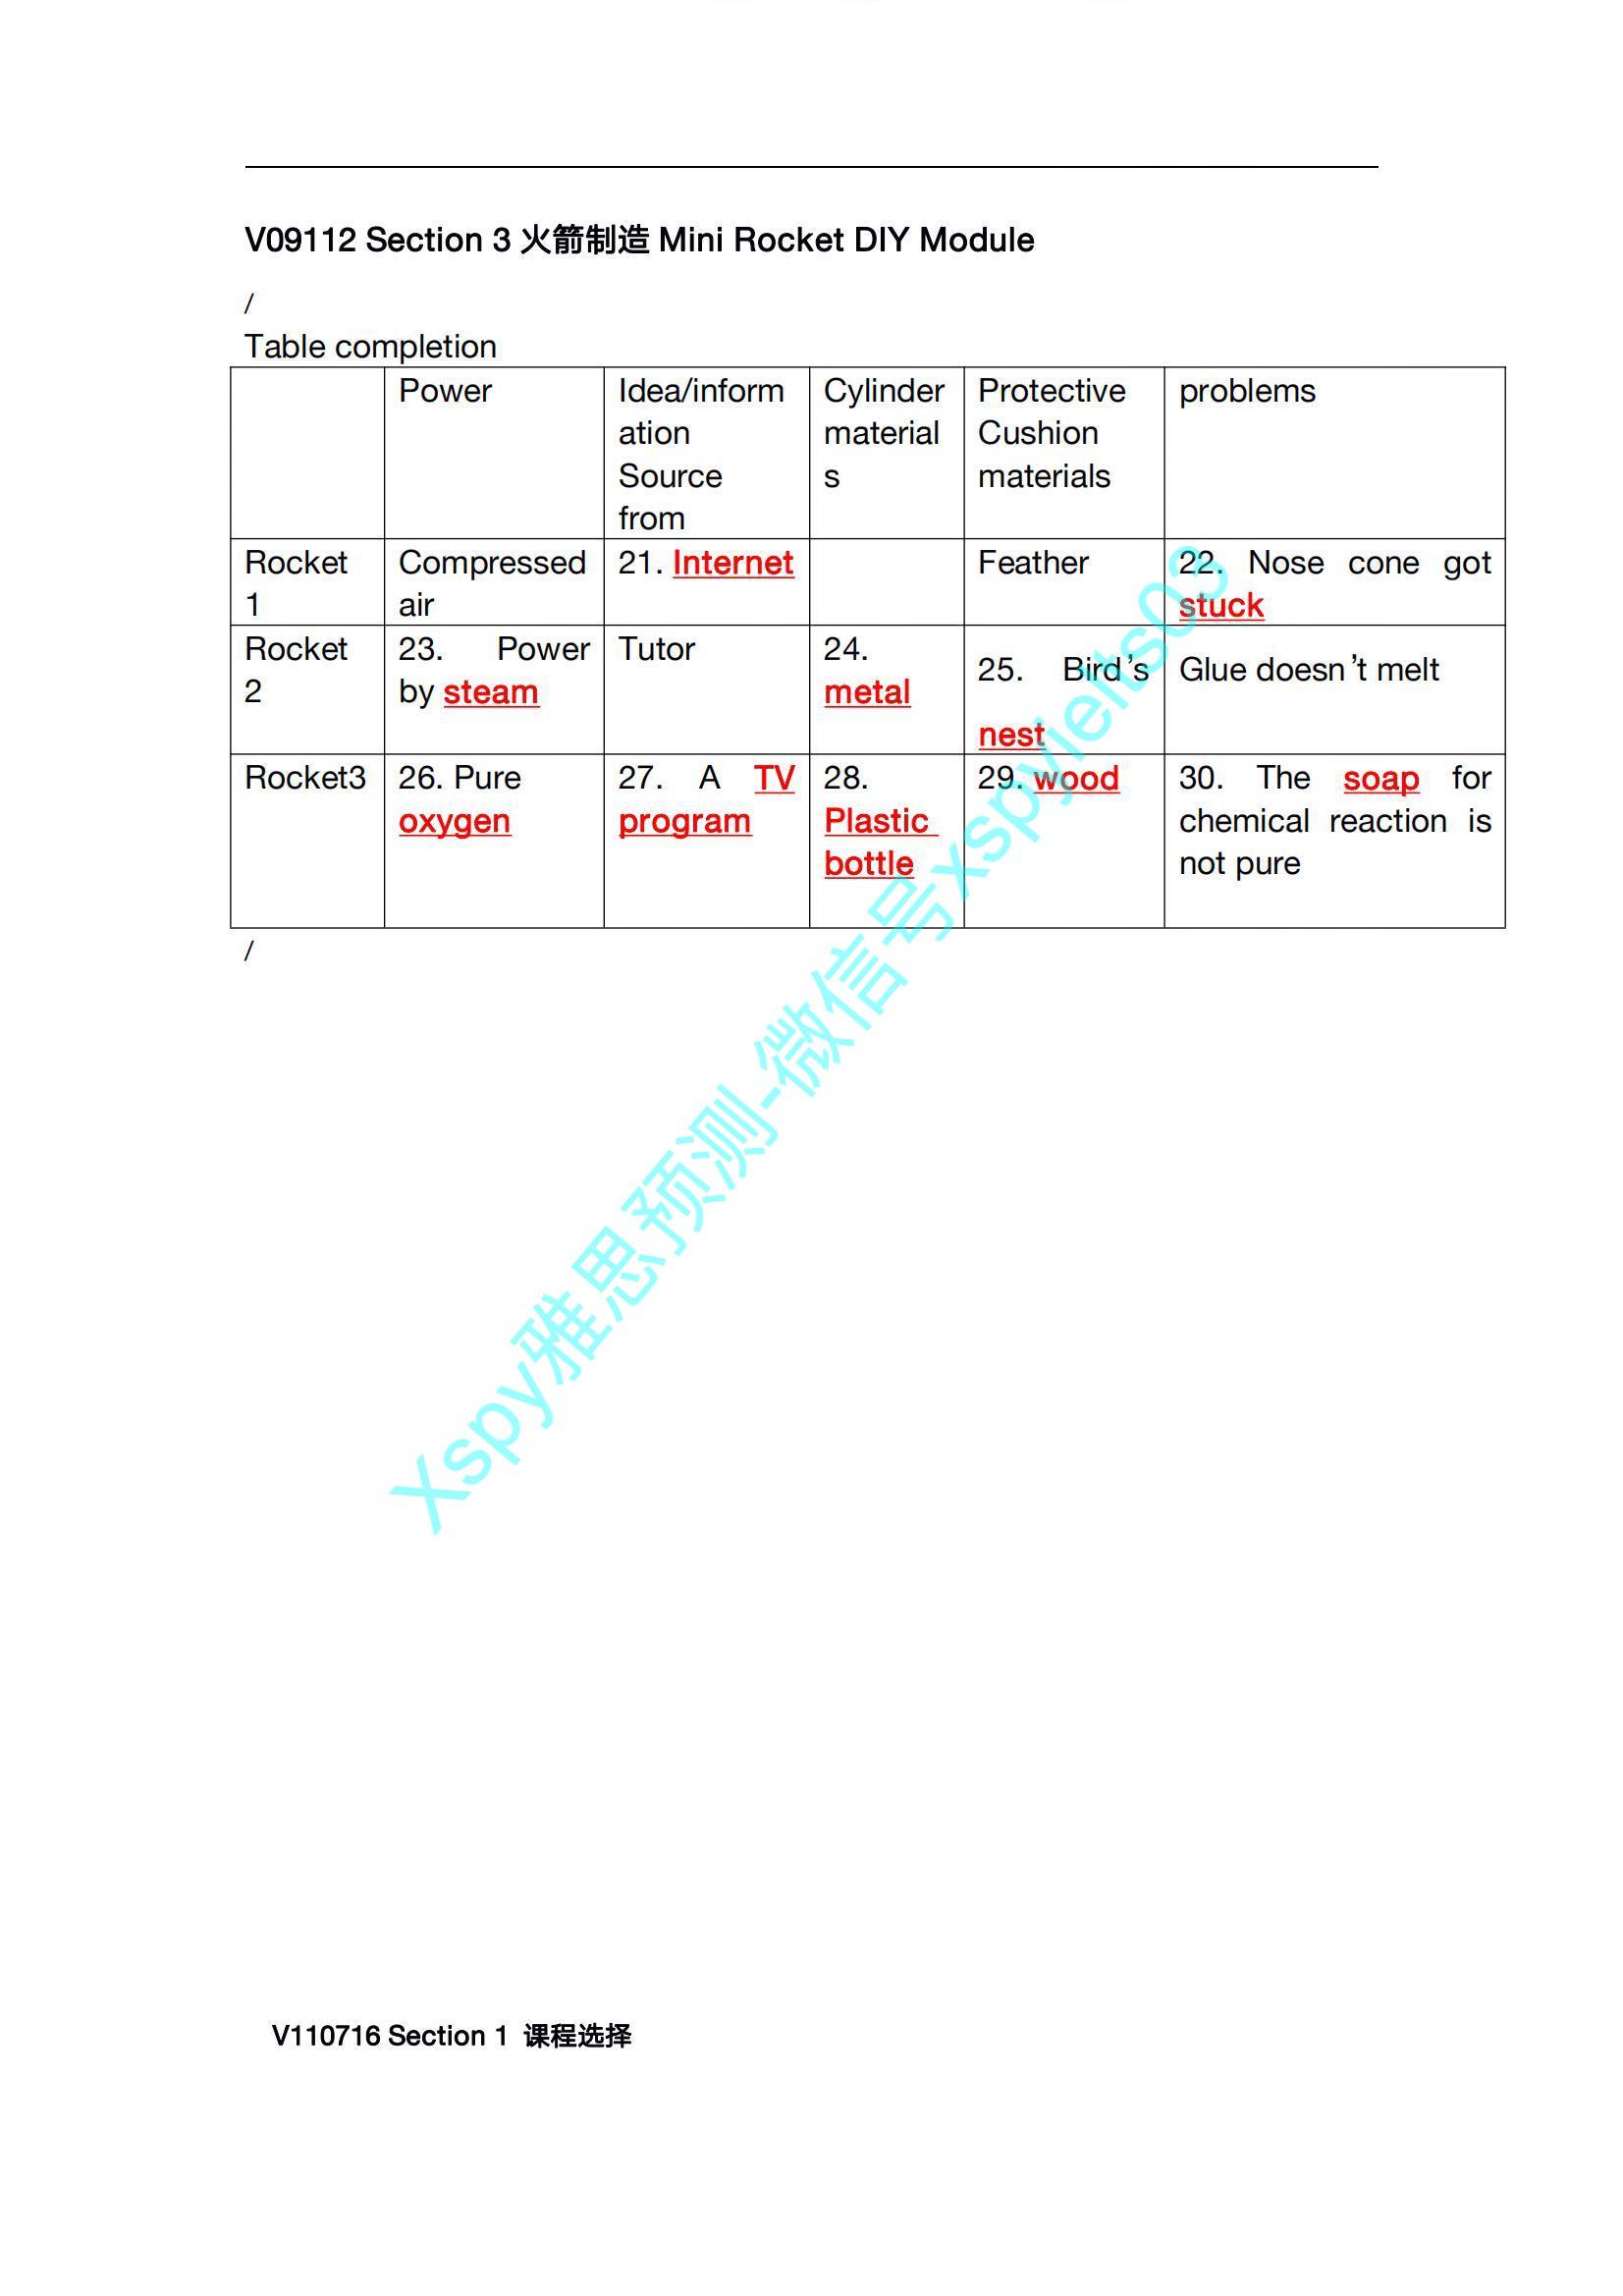 V09112 Section 3 火箭制造 Mini Rocket DIY Module
/
Table completion
Power
Idea/inform
ation
Source
from
Cylinder
material
s
Protective
Cushion
materials
problems
Rocket
1
Compressed
air
21. Internet
Feather
22. Nose cone got
stuck
Rocket
2
23. Power
by steam
Tutor
24.
metal
25. Bird’s
nest
Glue doesn’t melt
Rocket3
26. Pure
oxygen
27. A TV
program
28.
Plastic
bottle
29. wood
30. The soap for
chemical reaction is
not pure
/
Xspy雅思预测-微信号xspyielts03
V110716 Section 1 课程选择